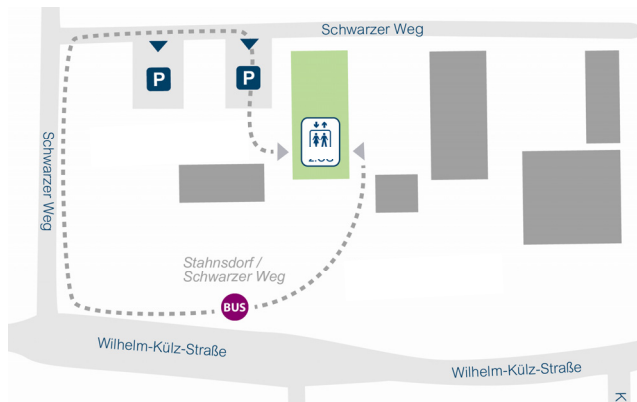 Schwarzer Weg
P
P
Schwarzer Weg
Stahnsdorf /
Schwarzer Weg
BUS
Wilhelm-Külz-Straße
Wilhelm-Külz-Straße
K